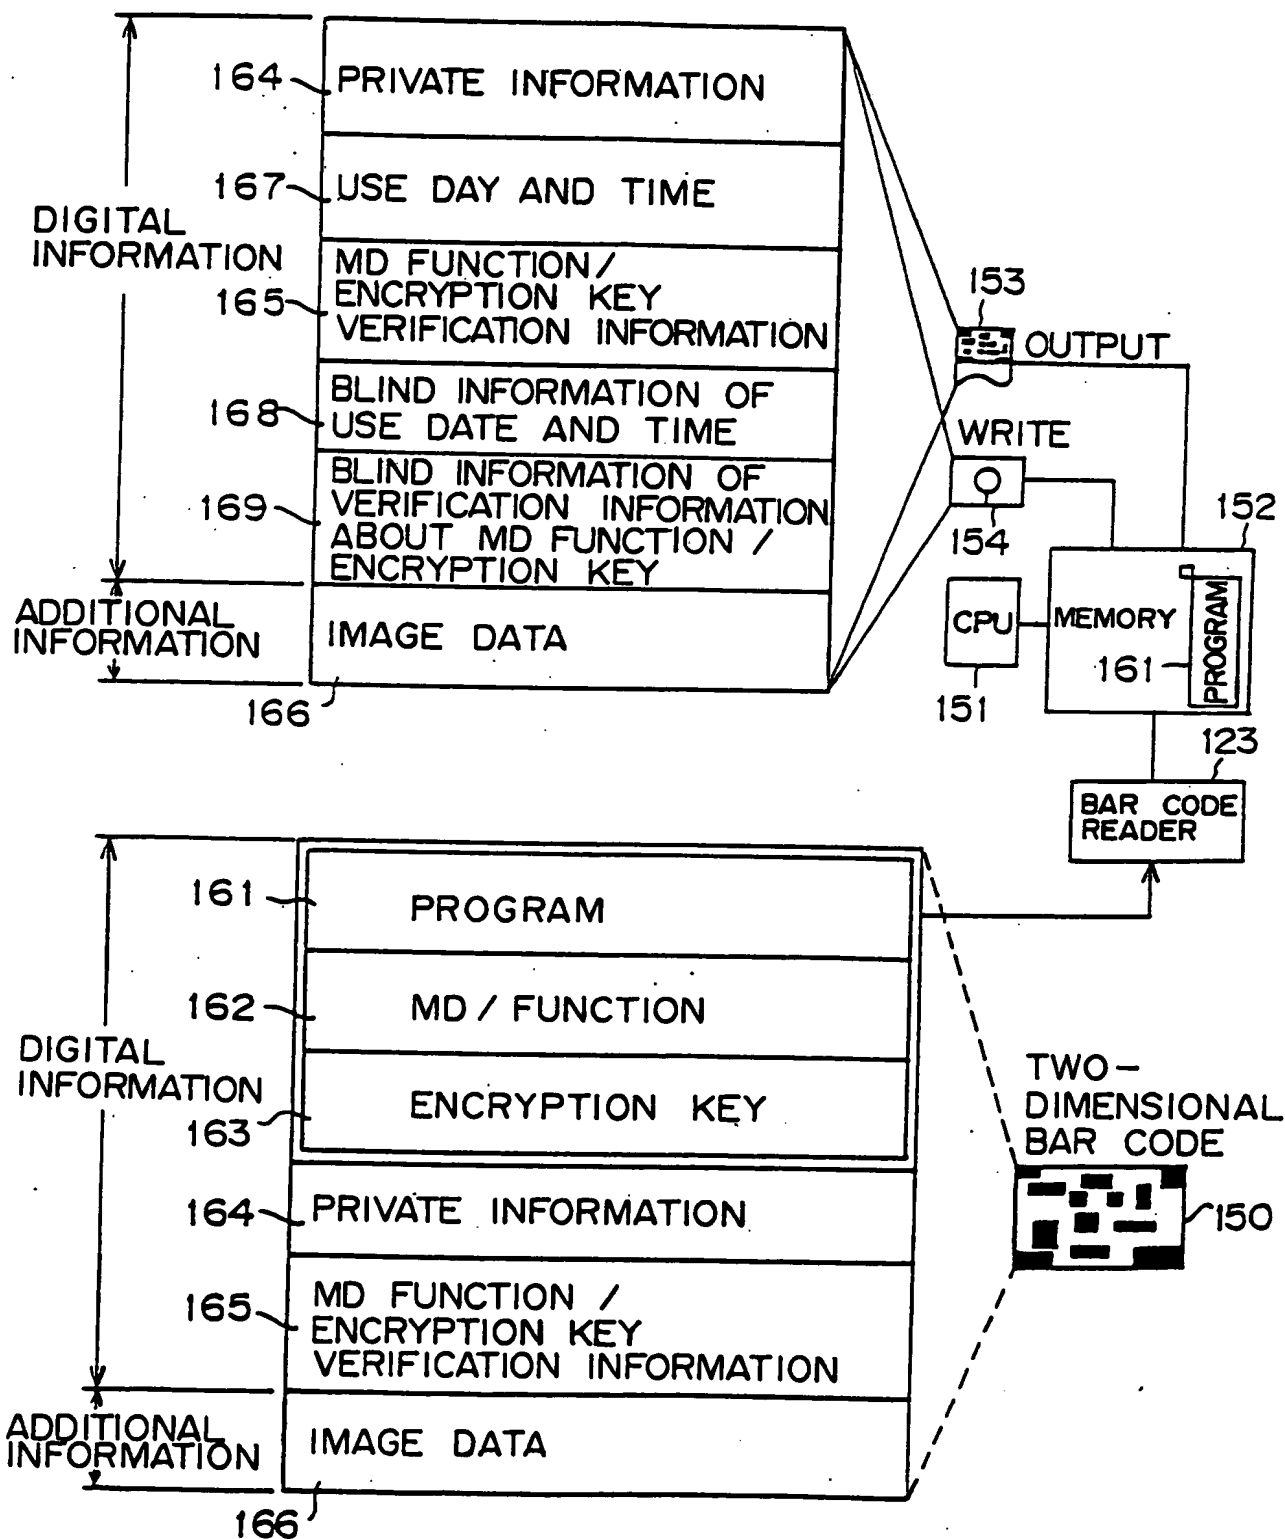 164
PRIVATE INFORMATION
167
USE DAY AND TIME
DIGITAL
INFORMATION
165
MD FUNCTION/
ENCRYPTION KEY
VERIFICATION INFORMATION
168
BLIND INFORMATION OF
USE DATE AND TIME
169
BLIND INFORMATION OF
VERIFICATION INFORMATION
ABOUT MD FUNCTION /
ENCRYPTION KEY
ADDITIONAL
INFORMATION
IMAGE DATA
166
153
OUTPUT
WRITE
154
152
CPU
151
MEMORY
161
PROGRAM
123
BAR CODE
READER
161
PROGRAM
162
MD / FUNCTION
DIGITAL
INFORMATION
163
ENCRYPTION KEY
164
PRIVATE INFORMATION
165
MD FUNCTION /
ENCRYPTION KEY
VERIFICATION INFORMATION
ADDITIONAL
INFORMATION
IMAGE DATA
166
TWO-
DIMENSIONAL
BAR CODE
150